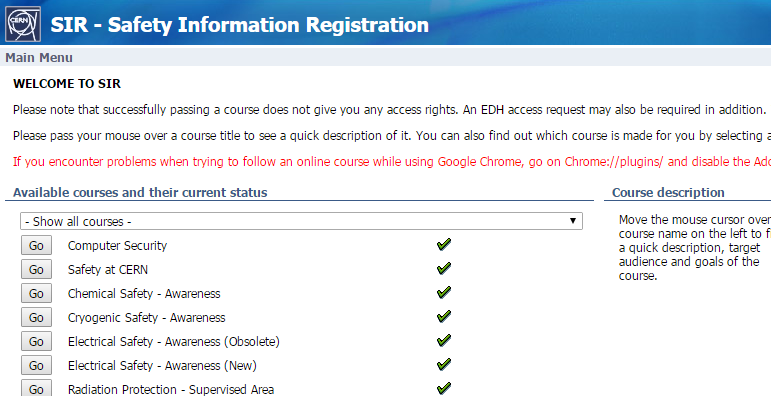 CERN
SIR - Safety Information Registration
Main Menu
WELCOME TO SIR
Please note that successfully passing a course does not give you any access rights. An EDH access request may also be required in addition.
Please pass your mouse over a course title to see a quick description of it. You can also find out which course is made for you by selecting a
If you encounter problems when trying to follow an online course while using Google Chrome, go on Chrome://plugins/ and disable the Ado
Available courses and their current status
- Show all courses -
Go Computer Security
Go Safety at CERN
Go Chemical Safety - Awareness
Go Cryogenic Safety - Awareness
Go Electrical Safety - Awareness (Obsolete)
Go Electrical Safety - Awareness (New)
Go Radiation Protection - Supervised Area
Course description
Move the mouse cursor over
course name on the left to f
a quick description, target
audience and goals of the
course.